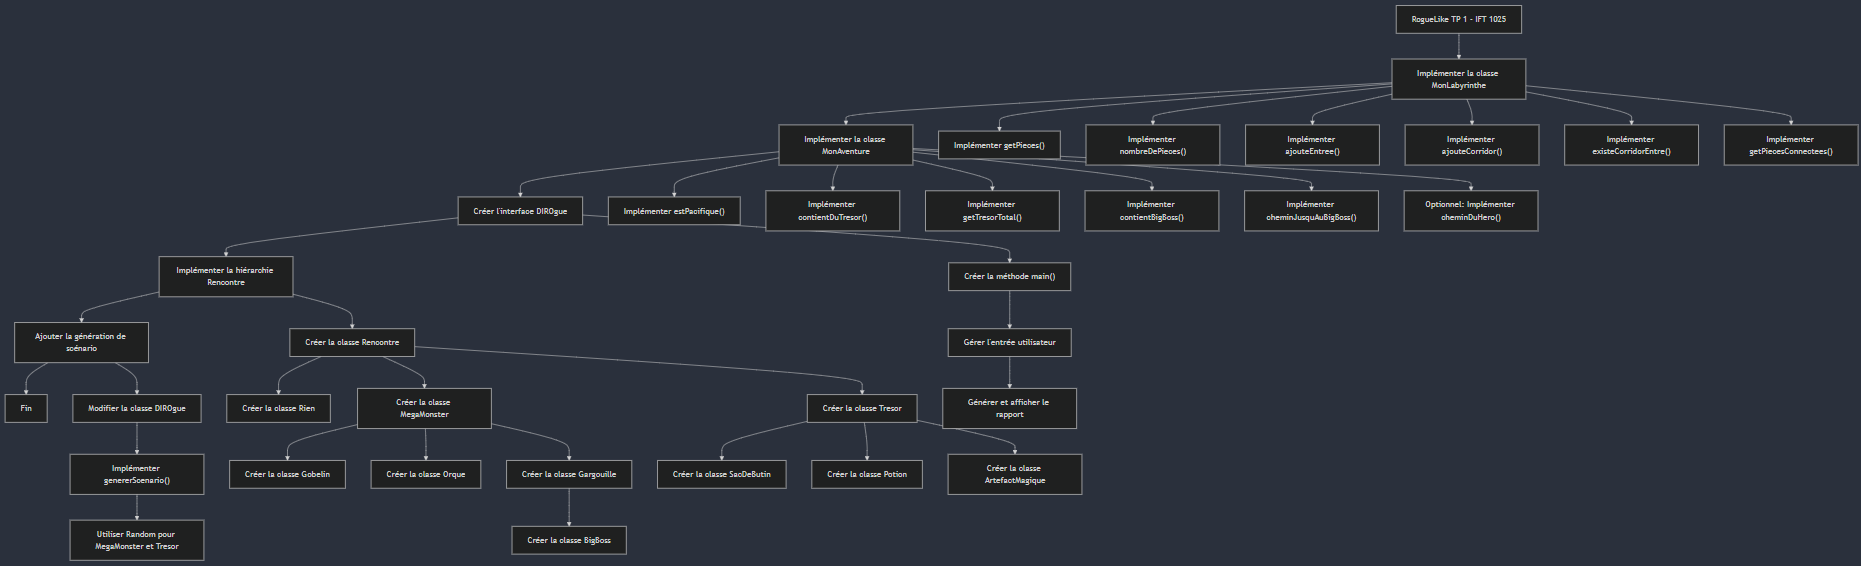 RogueLike TP 1 - IFT 1025
Implémenter la classe
MonLabyrinthe
Implémenter la classe
MonAventure
Implémenter getPieces()
Implémenter
nombreDePieces()
Implémenter
ajouteEntree()
Implémenter
ajouteCorridor()
Implémenter
existeCorridorEntre()
Implémenter
getPiecesConnectees()
Créer l'interface DIROgue
Implémenter estPacifique()
Implémenter
contientDuTresor()
Implémenter
getTresorTotal()
Implémenter
contientBigBoss()
Implémenter
cheminJusquAuBigBoss()
Optionnel: Implémenter
cheminDuHero()
Implémenter la hiérarchie
Rencontre
Créer la méthode main()
Ajouter la génération de
scénario
Créer la classe Rencontre
Gérer l'entrée utilisateur
Fin
Modifier la classe DIROgue
Créer la classe Rien
Créer la classe
MegaMonster
Créer la classe Tresor
Générer et afficher le
rapport
Implémenter
genererScenario()
Créer la classe Gobelin
Créer la classe Orque
Créer la classe Gargouille
Créer la classe SacDeButin
Créer la classe Potion
Créer la classe
ArtefactMagique
Utiliser Random pour
MegaMonster et Tresor
Créer la classe BigBoss